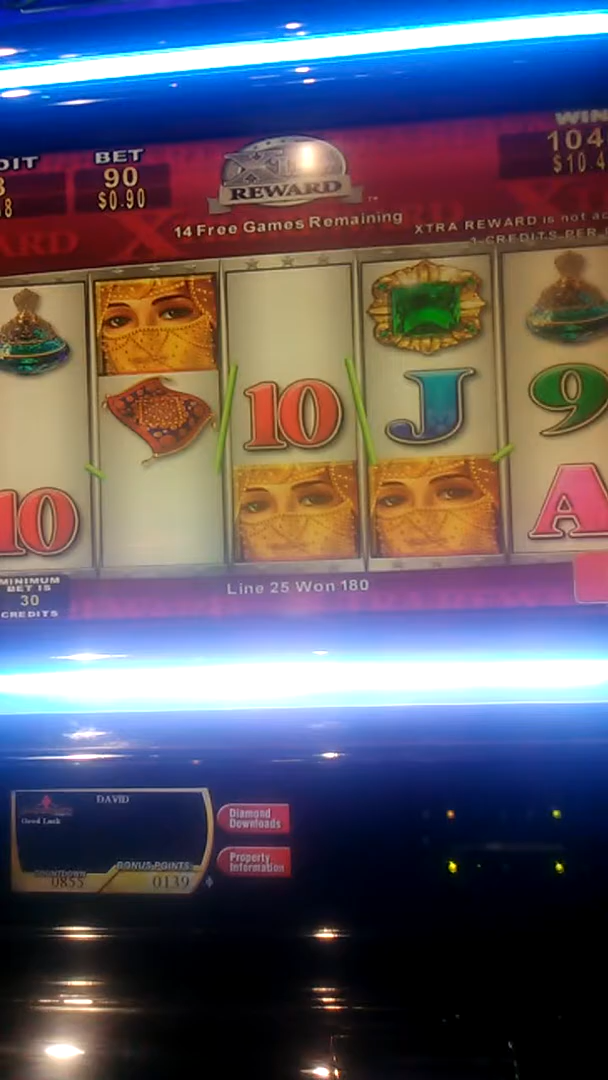 BET
WIN
90
$0.90
104
$10.4
XTRA
REWARD
14 Free Games Remaining
XTRA REWARD is not
10
J
9
10
A
MINIMUM
BET IS
30
CREDITS
Line 25 Won 180
DAVID
Good Luck
Diamond
Downloads
Property
Information
COUNTDOWN
BONUS POINTS
0855
0139